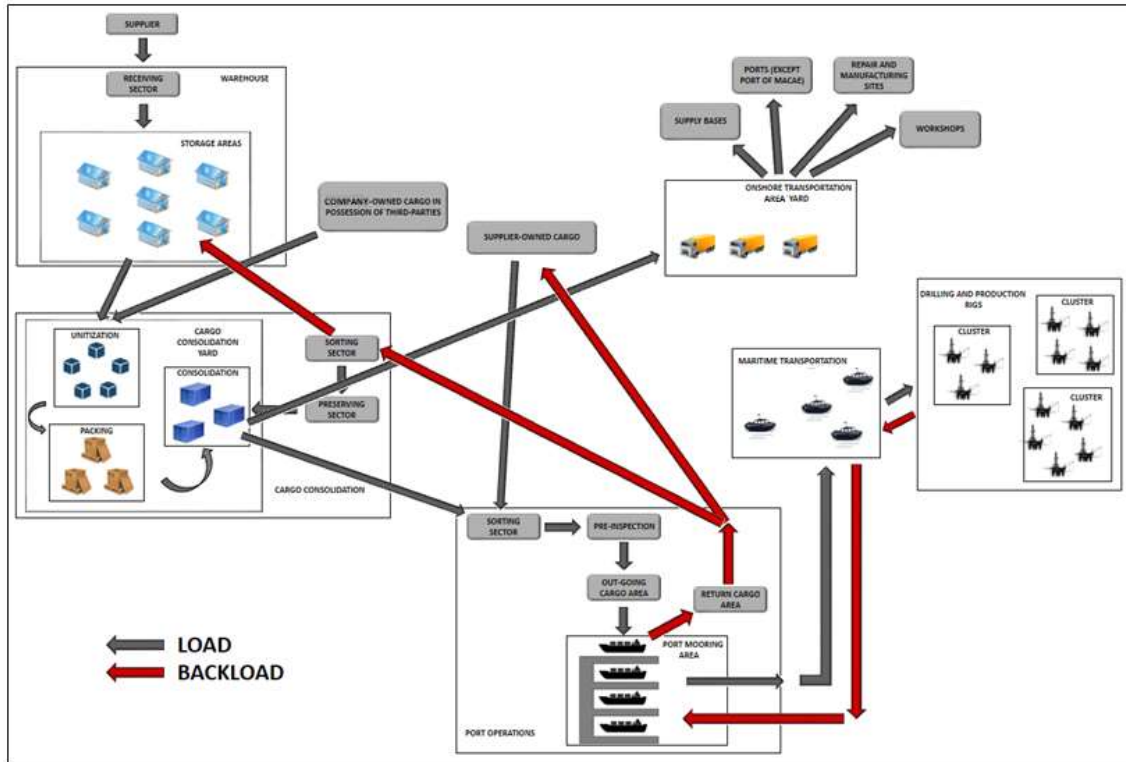 SUPPLIER
RECEIVING
SECTOR
WAREHOUSE
STORAGE AREAS
COMPANY-OWNED CARGO IN
POSSESSION OF THIRD-PARTIES
SUPPLIER-OWNED CARGO
PORTS (EXCEPT
PORT OF MACAE)
REPAIR AND
MANUFACTURING
SITES
SUPPLY BASES
WORKSHOPS
ONSHORE TRANSPORTATION
AREA YARD
DRILLING AND PRODUCTION
RIGS
CLUSTER
CLUSTER
CLUSTER
MARITIME TRANSPORTATION
UNITIZATION
CARGO
CONSOLIDATION
YARD
SORTING
SECTOR
CONSOLIDATION
PRESERVING SECTOR
PACKING
CARGO CONSOLIDATION
SORTING
SECTOR
PRE-INSPECTION
OUT-GOING
CARGO AREA
RETURN CARGO
AREA
PORT MOORING
AREA
PORT OPERATIONS
LOAD
BACKLOAD